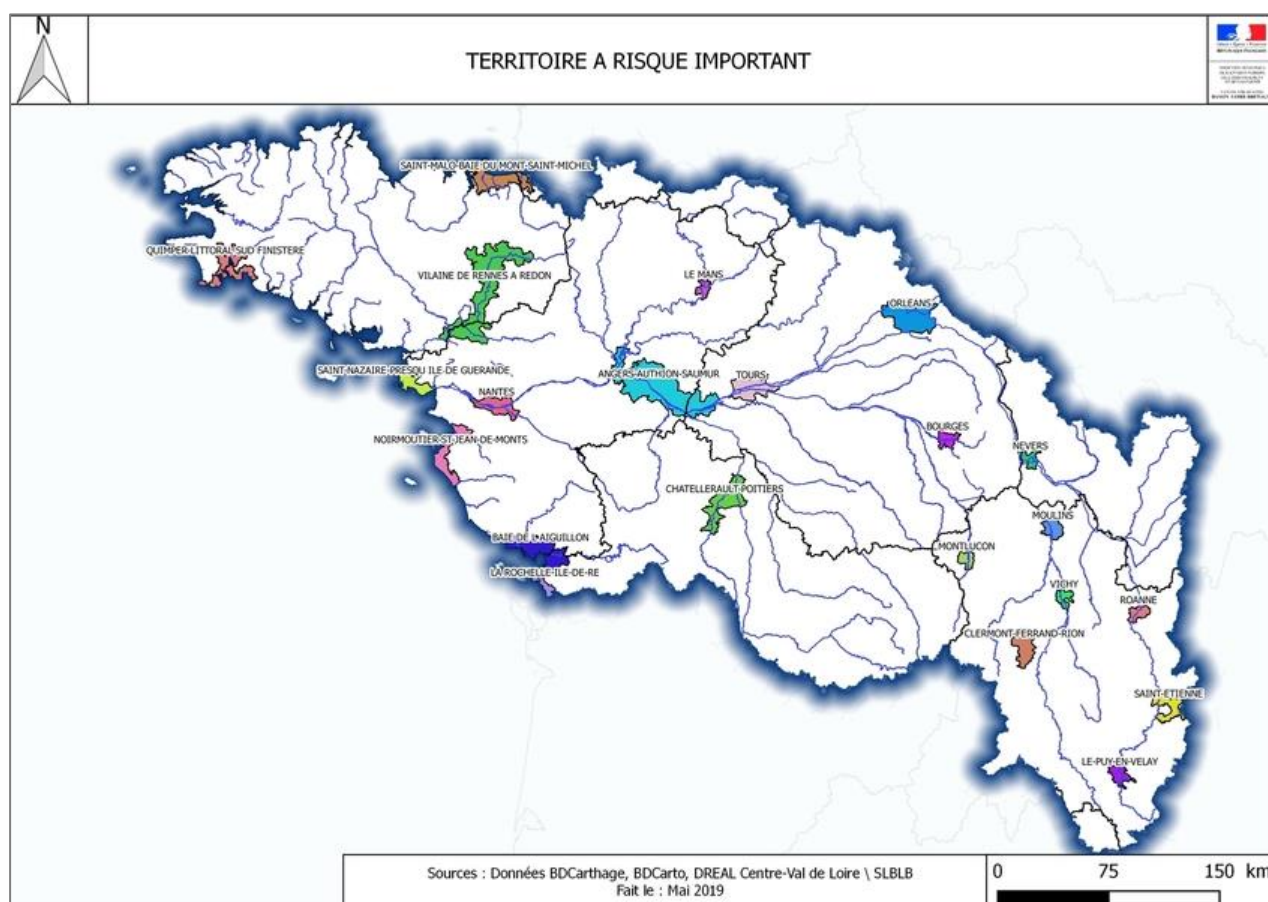 N
TERRITOIRE A RISQUE IMPORTANT
SAINT-MALO-BAIE DU MONT-SAINT-MICHEL
QUIMPER-LITTORAL-SUD FINISTERE
VILAINE DE RENNES A REDON
LE MANS
ORLEANS
SAINT-NAZAIRE-PRESQU ILE-DE GUERANDE
ANGERS-AUTHION-SAUMUR
TOURS
NANTES
NOIRMOUTIER-ST-JEAN-DE-MONTS
BOURGES
NEVERS
CHATELLERAULT-POITIERS
MOULINS
BAIE-DE L AIGUILLON
MONTLUCON
LA ROCHELLE-ILE-DE-RE
VICHY
ROANNE
CLERMONT-FERRAND-RION
SAINT-ETIENNE
LE-PUY-EN-VELAY
Sources : Données BDCarthage, BDCarto, DREAL Centre-Val de Loire \ SLBLB
Fait le : Mai 2019
0 75 150 km